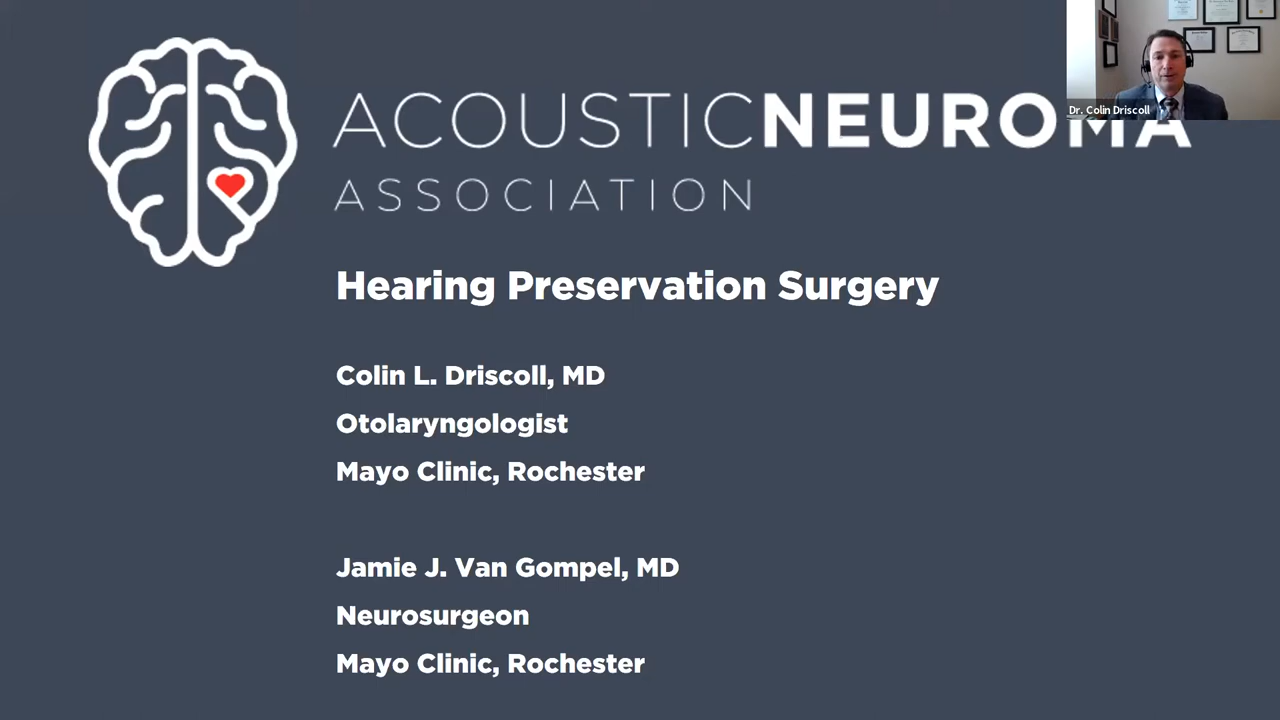 ACOUSTICNEUROMA
ASSOCIATION
Dr. Colin Driscoll
Hearing Preservation Surgery
Colin L. Driscoll, MD
Otolaryngologist
Mayo Clinic, Rochester
Jamie J. Van Gompel, MD
Neurosurgeon
Mayo Clinic, Rochester